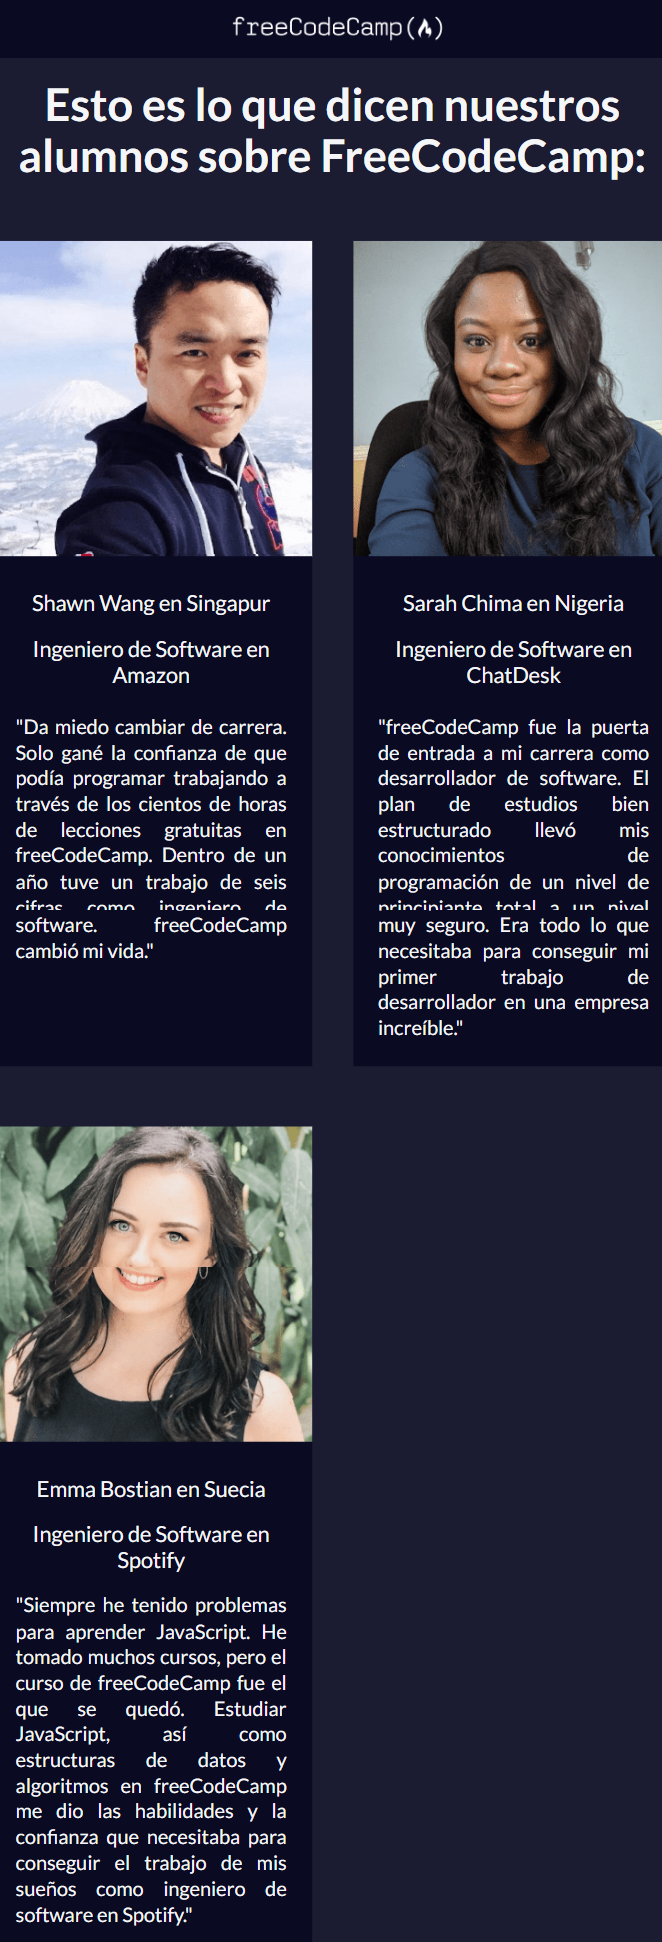 freeCodeCamp(🔥)
Esto es lo que dicen nuestros
alumnos sobre FreeCodeCamp:
Shawn Wang en Singapur
Ingeniero de Software en
Amazon
"Da miedo cambiar de carrera.
Solo gané la confianza de que
podía programar trabajando a
través de los cientos de horas
de lecciones gratuitas en
freeCodeCamp. Dentro de un
año tuve un trabajo de seis
cifras como ingeniero de
software. freeCodeCamp
cambió mi vida."
Sarah Chima en Nigeria
Ingeniero de Software en
ChatDesk
"freeCodeCamp fue la puerta
de entrada a mi carrera como
desarrollador de software. El
plan de estudios bien
estructurado llevó mis
conocimientos de
programación de un nivel de
principiante total a un nivel
muy seguro. Era todo lo que
necesitaba para conseguir mi
primer trabajo de
desarrollador en una empresa
increíble."
Emma Bostian en Suecia
Ingeniero de Software en
Spotify
"Siempre he tenido problemas
para aprender JavaScript. He
tomado muchos cursos, pero el
curso de freeCodeCamp fue el
que se quedó. Estudiar
JavaScript, así como
estructuras de datos y
algoritmos en freeCodeCamp
me dio las habilidades y la
confianza que necesitaba para
conseguir el trabajo de mis
sueños como ingeniero de
software en Spotify."